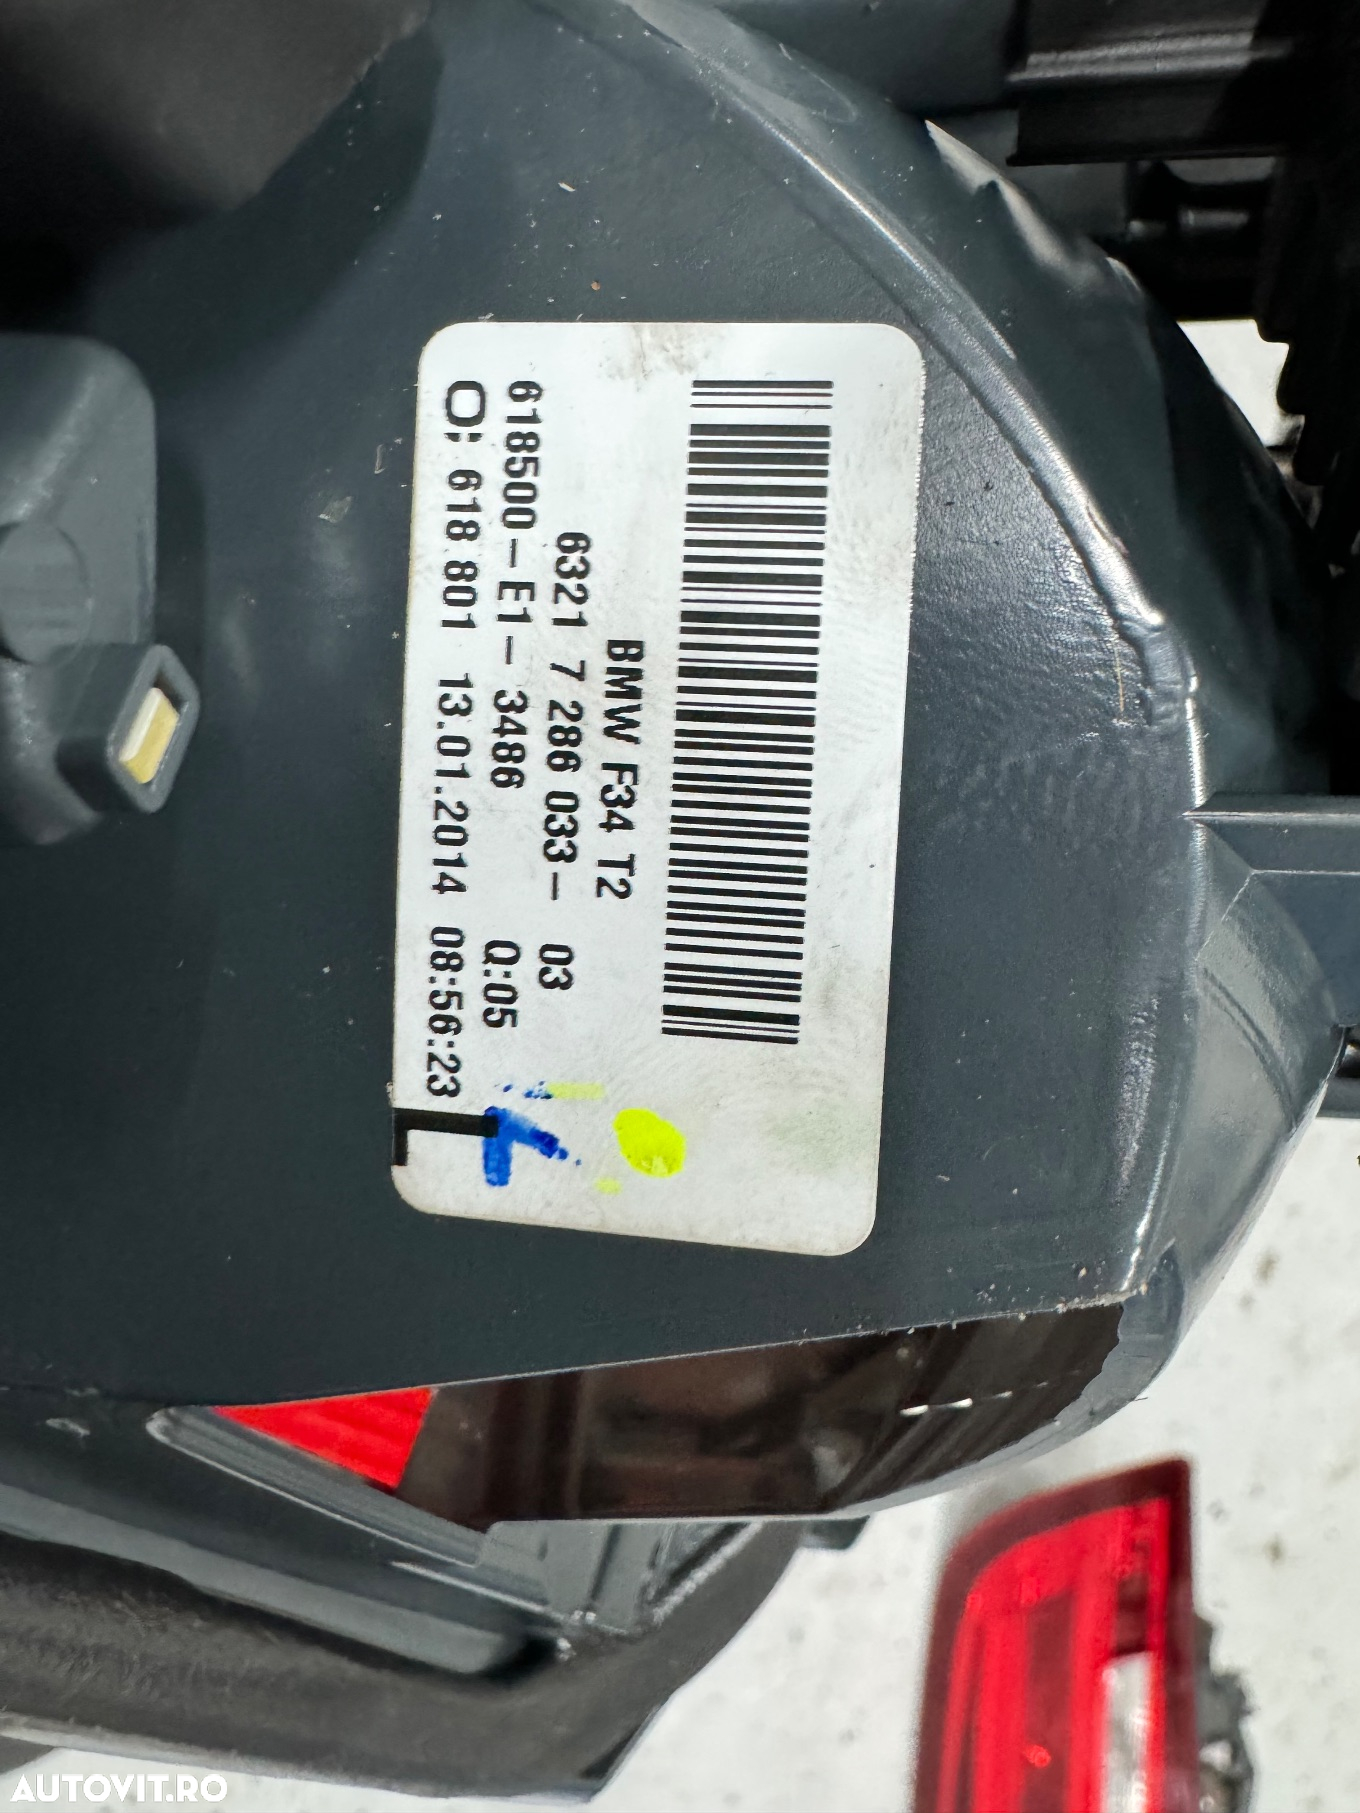 BMW F34 T2
6321 7 286 033- 03
618500-E1- 3486 Q:05
O: 618 801 13.01.2014 08:56:23
L
AUTOVIT.RO